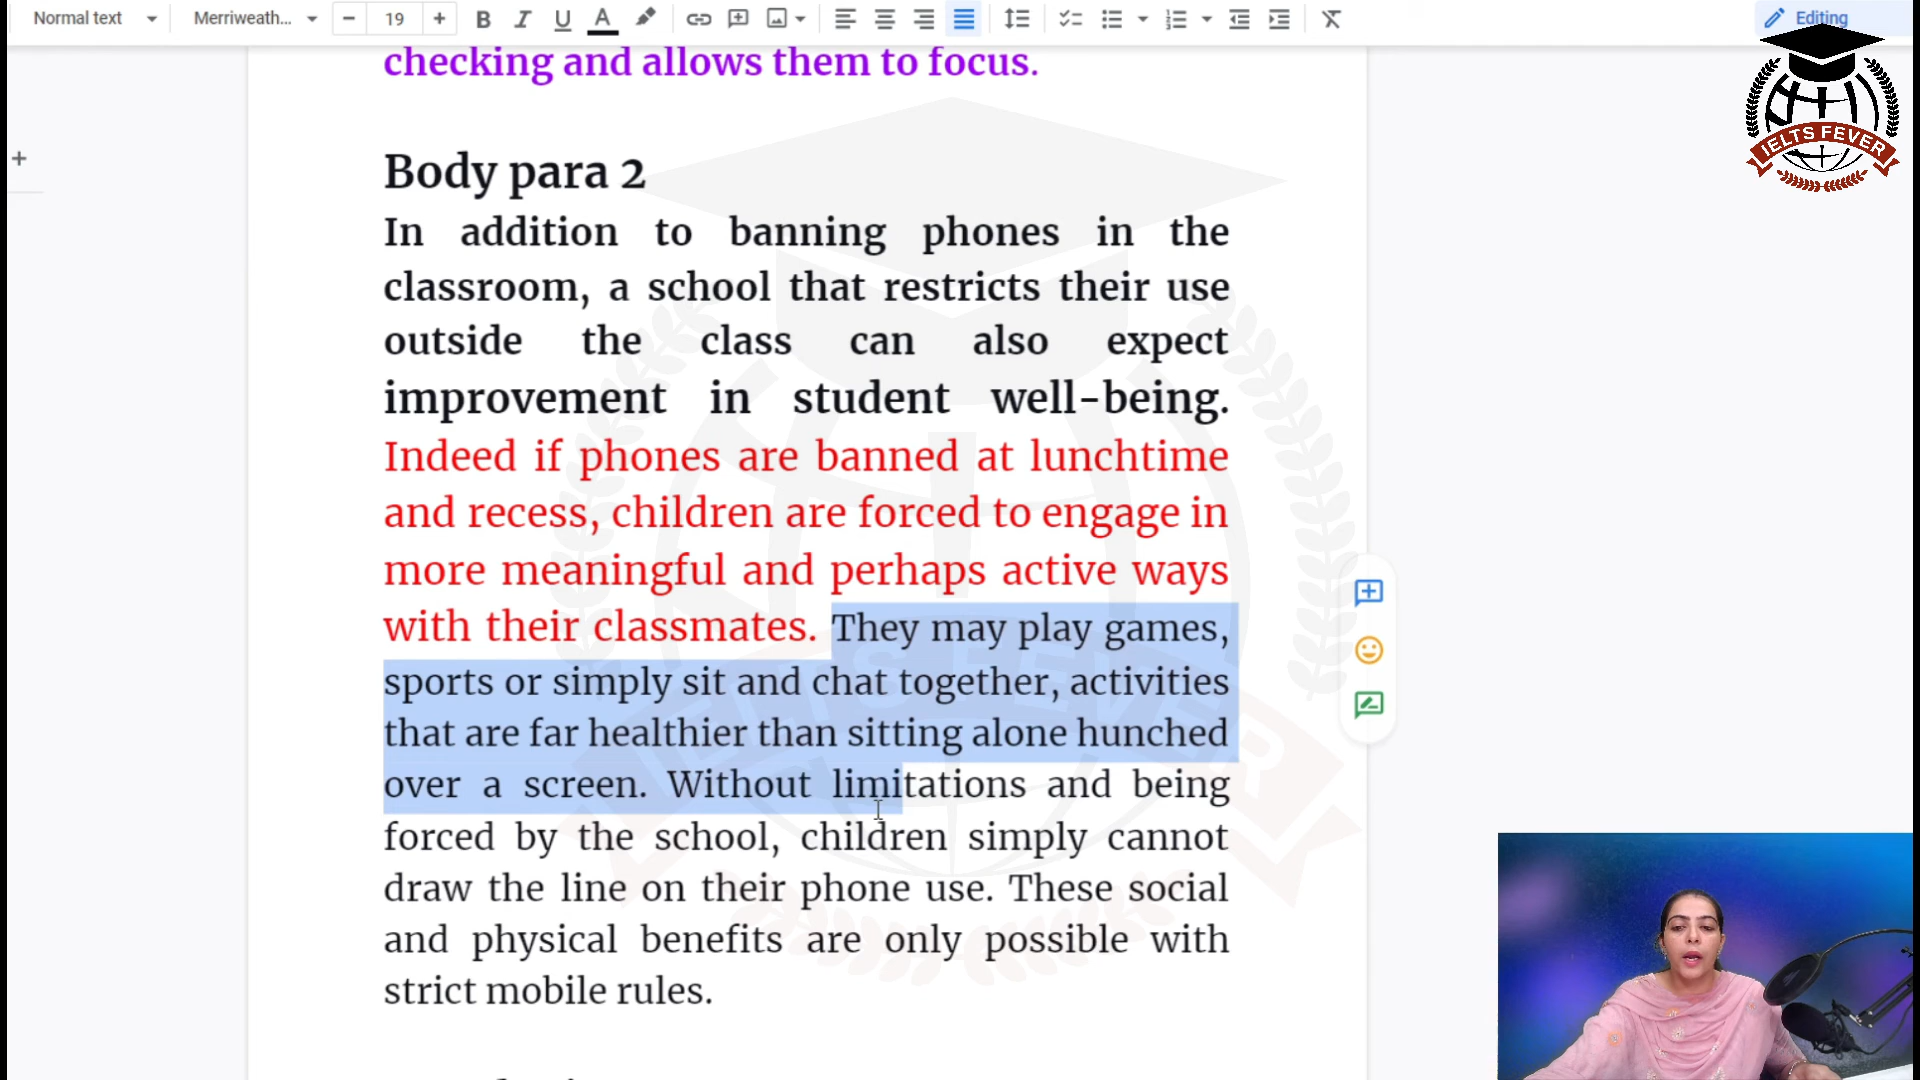 Normal text
Merriweath...
19
Editing
checking and allows them to focus.
IELTS FEVER
Body para 2
In addition to banning phones in the
classroom, a school that restricts their use
outside the class can also expect
improvement in student well-being.
Indeed if phones are banned at lunchtime
and recess, children are forced to engage in
more meaningful and perhaps active ways
with their classmates. They may play games,
sports or simply sit and chat together, activities
that are far healthier than sitting alone hunched
over a screen. Without limitations and being
forced by the school, children simply cannot
draw the line on their phone use. These social
and physical benefits are only possible with
strict mobile rules.
IELTS FEVER